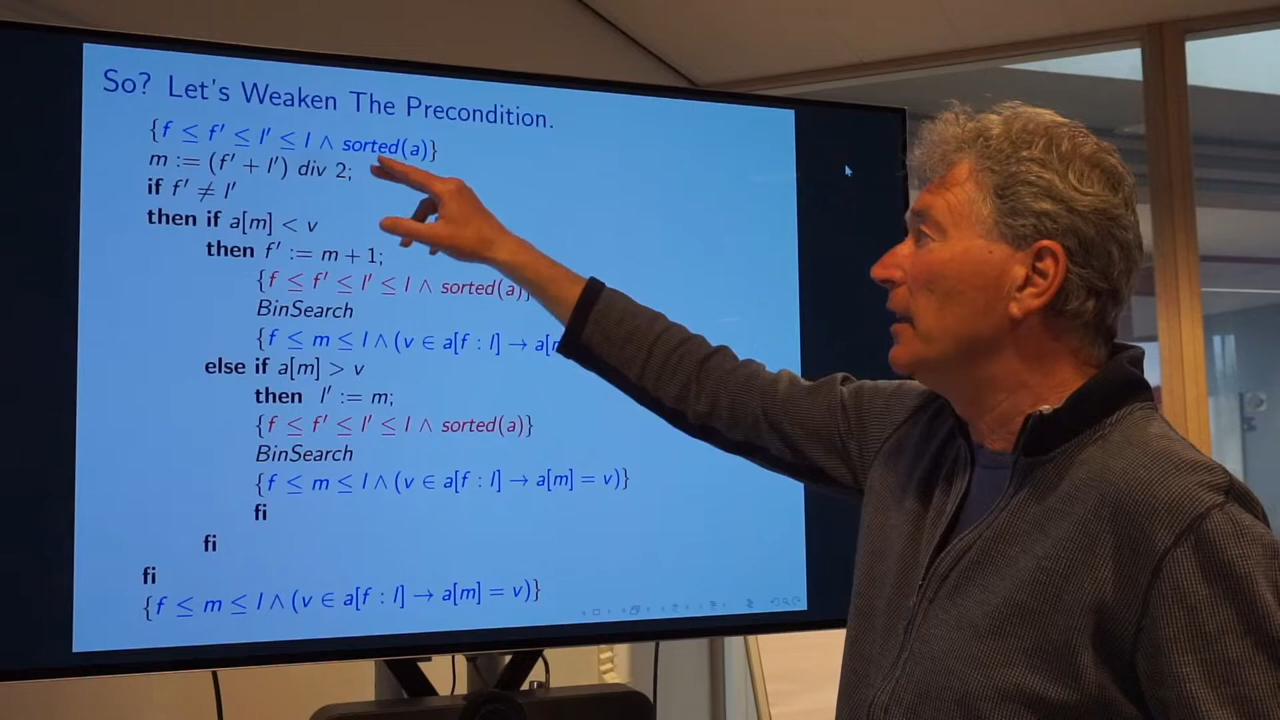 So? Let's Weaken The Precondition.
{f ≤ f′ ≤ l′ ≤ l ∧ sorted(a)}
m := (f′ + l′) div 2;
if f′ ≠ l′
then if a[m] < v
then f′ := m + 1;
{f ≤ f′ ≤ l′ ≤ l ∧ sorted(a)
BinSearch
{f ≤ m ≤ l ∧ (v ∈ a[f : l] → a[
else if a[m] > v
then l′ := m;
{f ≤ f′ ≤ l′ ≤ l ∧ sorted(a)}
BinSearch
{f ≤ m ≤ l ∧ (v ∈ a[f : l] → a[m] = v)}
fi
fi
fi
{f ≤ m ≤ l ∧ (v ∈ a[f : l] → a[m] = v)}